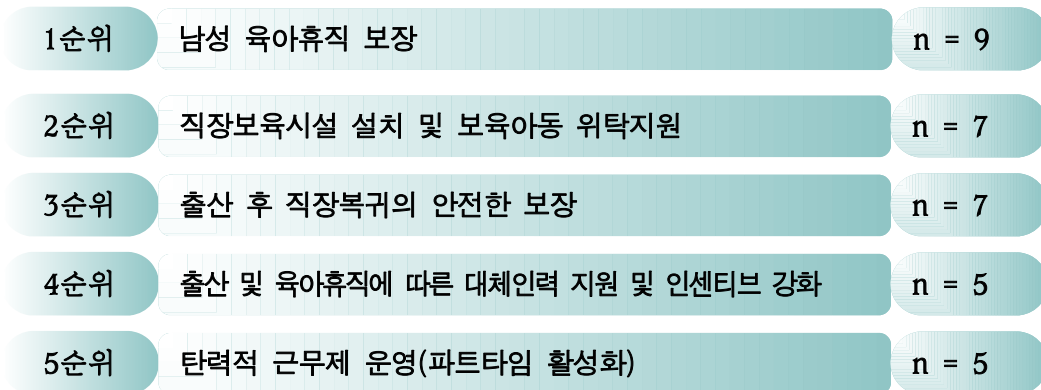 1순위 남성 육아휴직 보장 n = 9
2순위 직장보육시설 설치 및 보육아동 위탁지원 n = 7
3순위 출산 후 직장복귀의 안전한 보장 n = 7
4순위 출산 및 육아휴직에 따른 대체인력 지원 및 인센티브 강화 n = 5
5순위 탄력적 근무제 운영(파트타임 활성화) n = 5